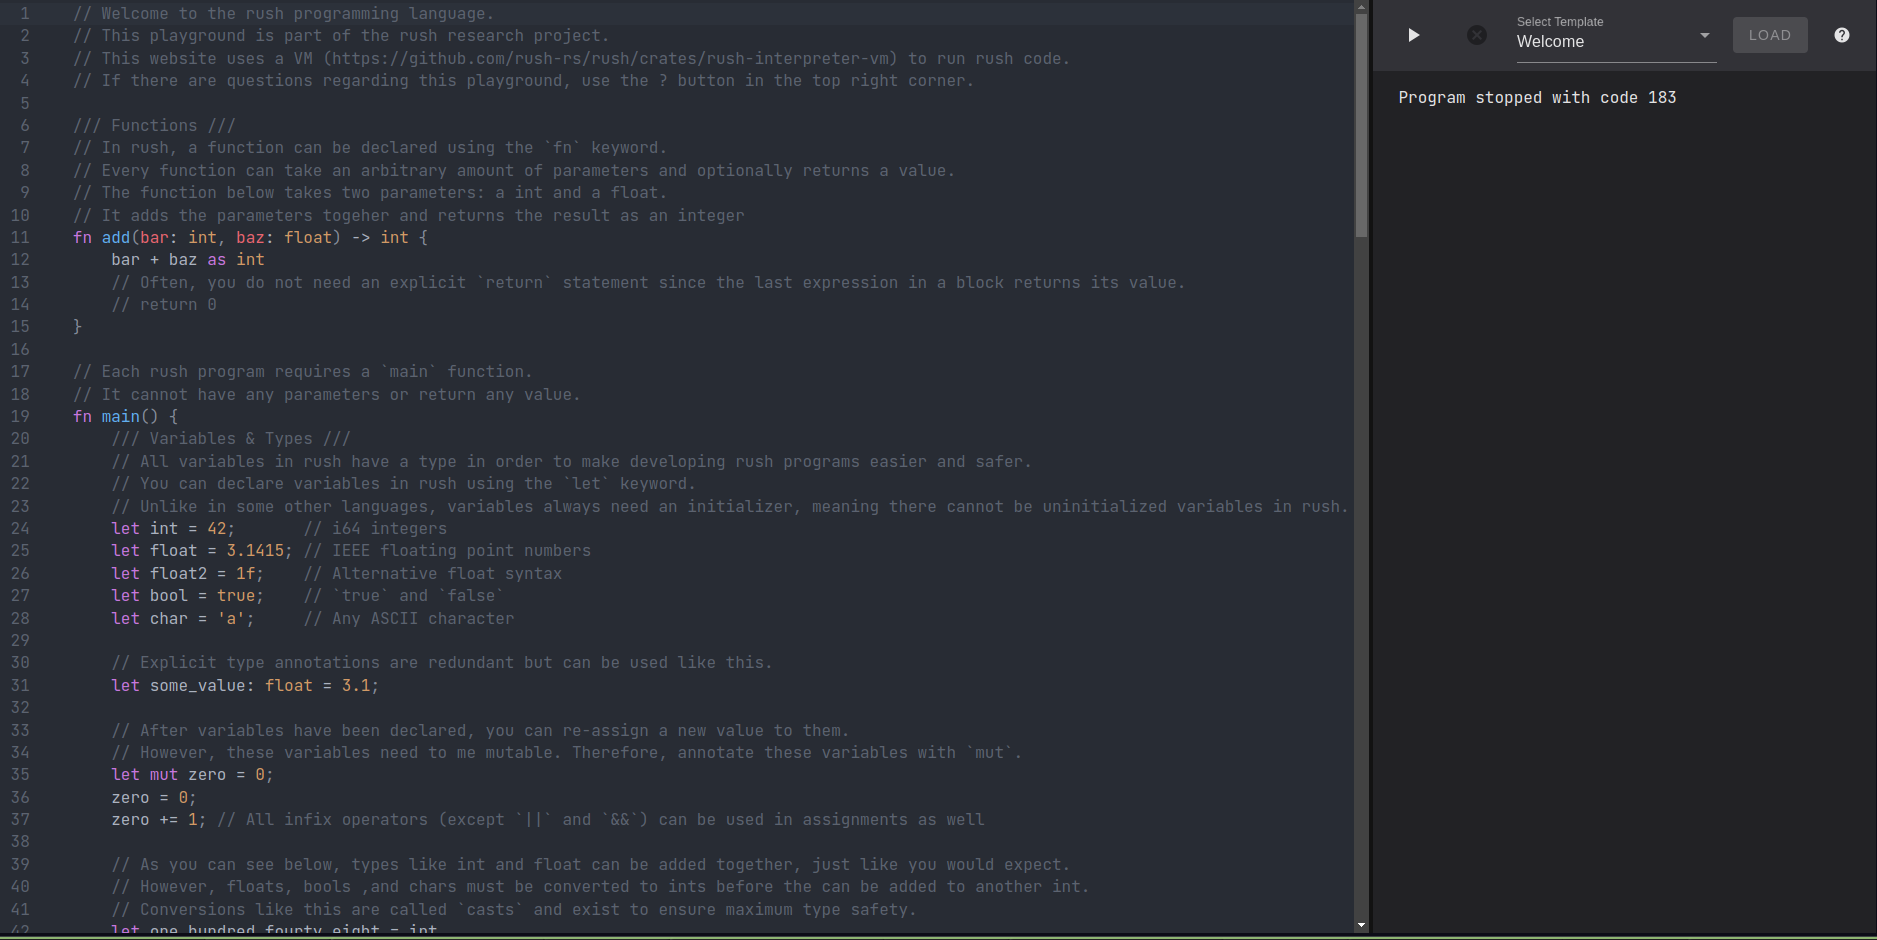 1 // Welcome to the rush programming language.
2 // This playground is part of the rush research project.
3 // This website uses a VM (https://github.com/rush-rs/rush/crates/rush-interpreter-vm) to run rush code.
4 // If there are questions regarding this playground, use the ? button in the top right corner.
5
6 /// Functions ///
7 // In rush, a function can be declared using the `fn` keyword.
8 // Every function can take an arbitrary amount of parameters and optionally returns a value.
9 // The function below takes two parameters: a int and a float.
10 // It adds the parameters togeher and returns the result as an integer
11 fn add(bar: int, baz: float) -> int {
12     bar + baz as int
13     // Often, you do not need an explicit `return` statement since the last expression in a block returns its value.
14     // return 0
15 }
16
17 // Each rush program requires a `main` function.
18 // It cannot have any parameters or return any value.
19 fn main() {
20     /// Variables & Types ///
21     // All variables in rush have a type in order to make developing rush programs easier and safer.
22     // You can declare variables in rush using the `let` keyword.
23     // Unlike in some other languages, variables always need an initializer, meaning there cannot be uninitialized variables in rush.
24     let int = 42;       // i64 integers
25     let float = 3.1415; // IEEE floating point numbers
26     let float2 = 1f;    // Alternative float syntax
27     let bool = true;    // `true` and `false`
28     let char = 'a';     // Any ASCII character
29
30     // Explicit type annotations are redundant but can be used like this.
31     let some_value: float = 3.1;
32
33     // After variables have been declared, you can re-assign a new value to them.
34     // However, these variables need to me mutable. Therefore, annotate these variables with `mut`.
35     let mut zero = 0;
36     zero = 0;
37     zero += 1; // All infix operators (except `||` and `&&`) can be used in assignments as well
38
39     // As you can see below, types like int and float can be added together, just like you would expect.
40     // However, floats, bools ,and chars must be converted to ints before the can be added to another int.
41     // Conversions like this are called `casts` and exist to ensure maximum type safety.
42     let one_hundred_fourty_eight = int
Select Template
Welcome
LOAD
?
Program stopped with code 183